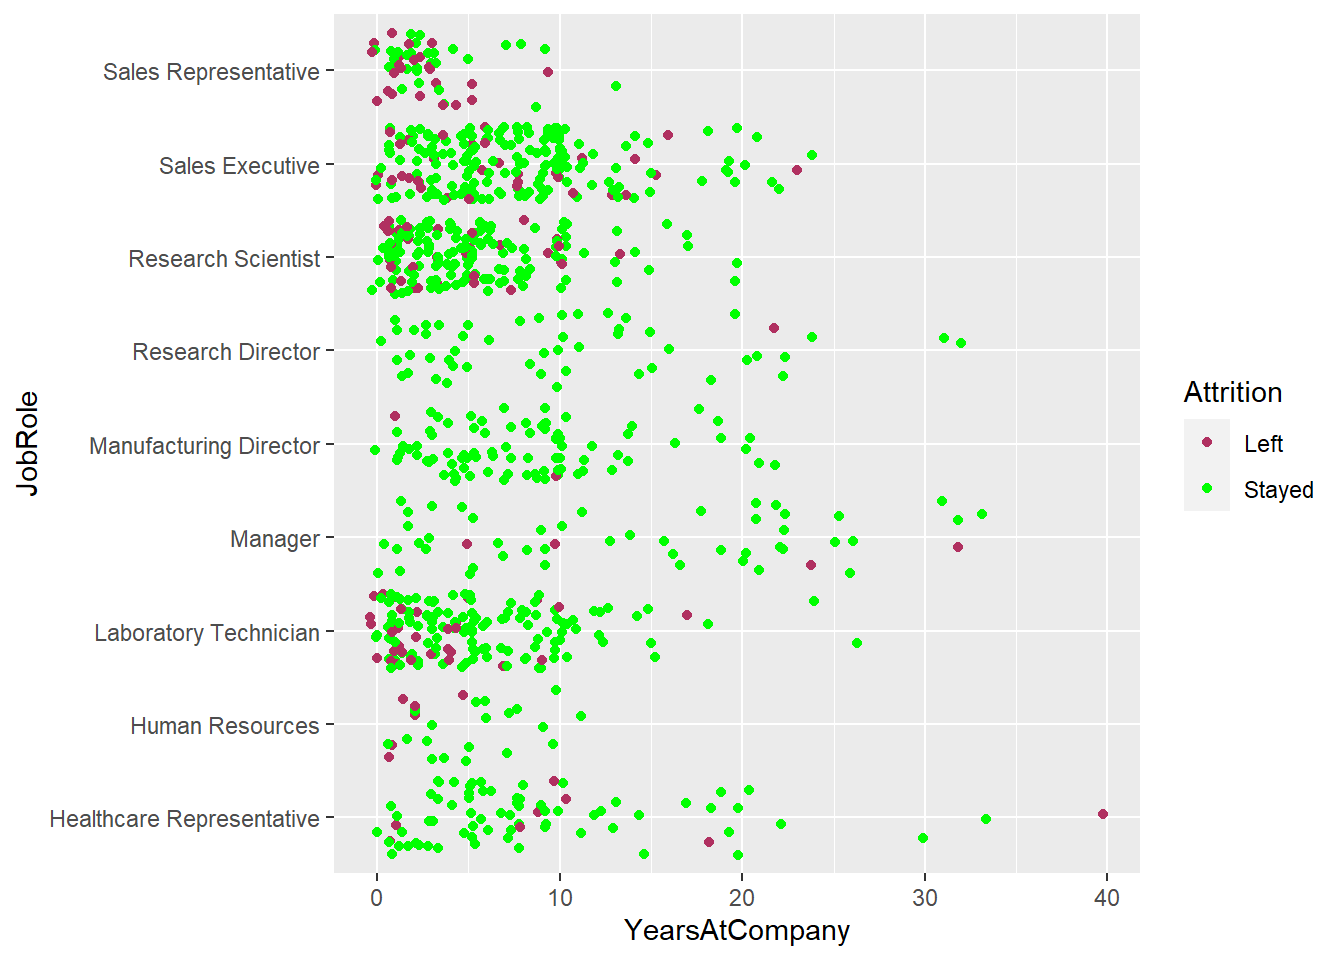 JobRole
Sales Representative
Sales Executive
Research Scientist
Research Director
Manufacturing Director
Manager
Laboratory Technician
Human Resources
Healthcare Representative
0 10 20 30 40
YearsAtCompany
Attrition
Left
Stayed